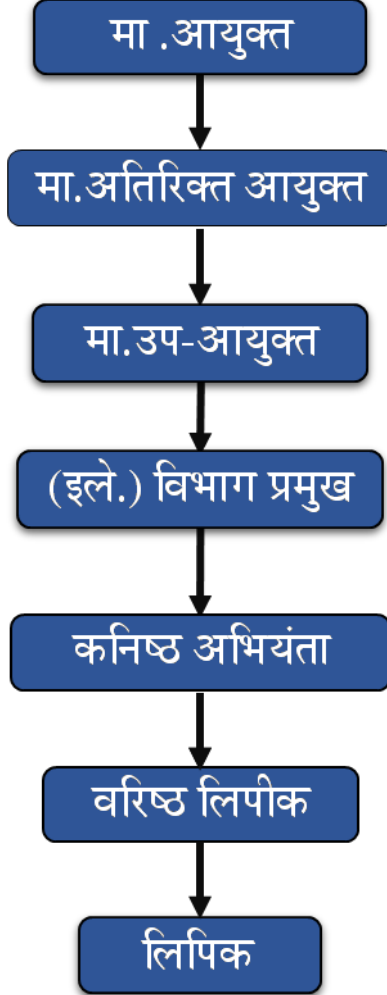 मा .आयुक्त
मा.अतिरिक्त आयुक्त
मा.उप-आयुक्त
(इले.) विभाग प्रमुख
कनिष्ठ अभियंता
वरिष्ठ लिपीक
लिपिक